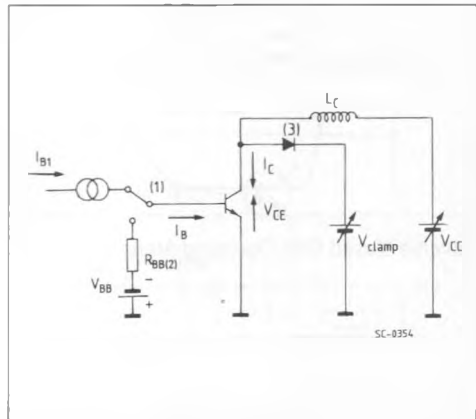 L_C
(3)
I_B1
(1)
I_C
V_CE
I_B
V_clamp
V_CC
R_BB(2)
V_BB
-
+
SC-0354